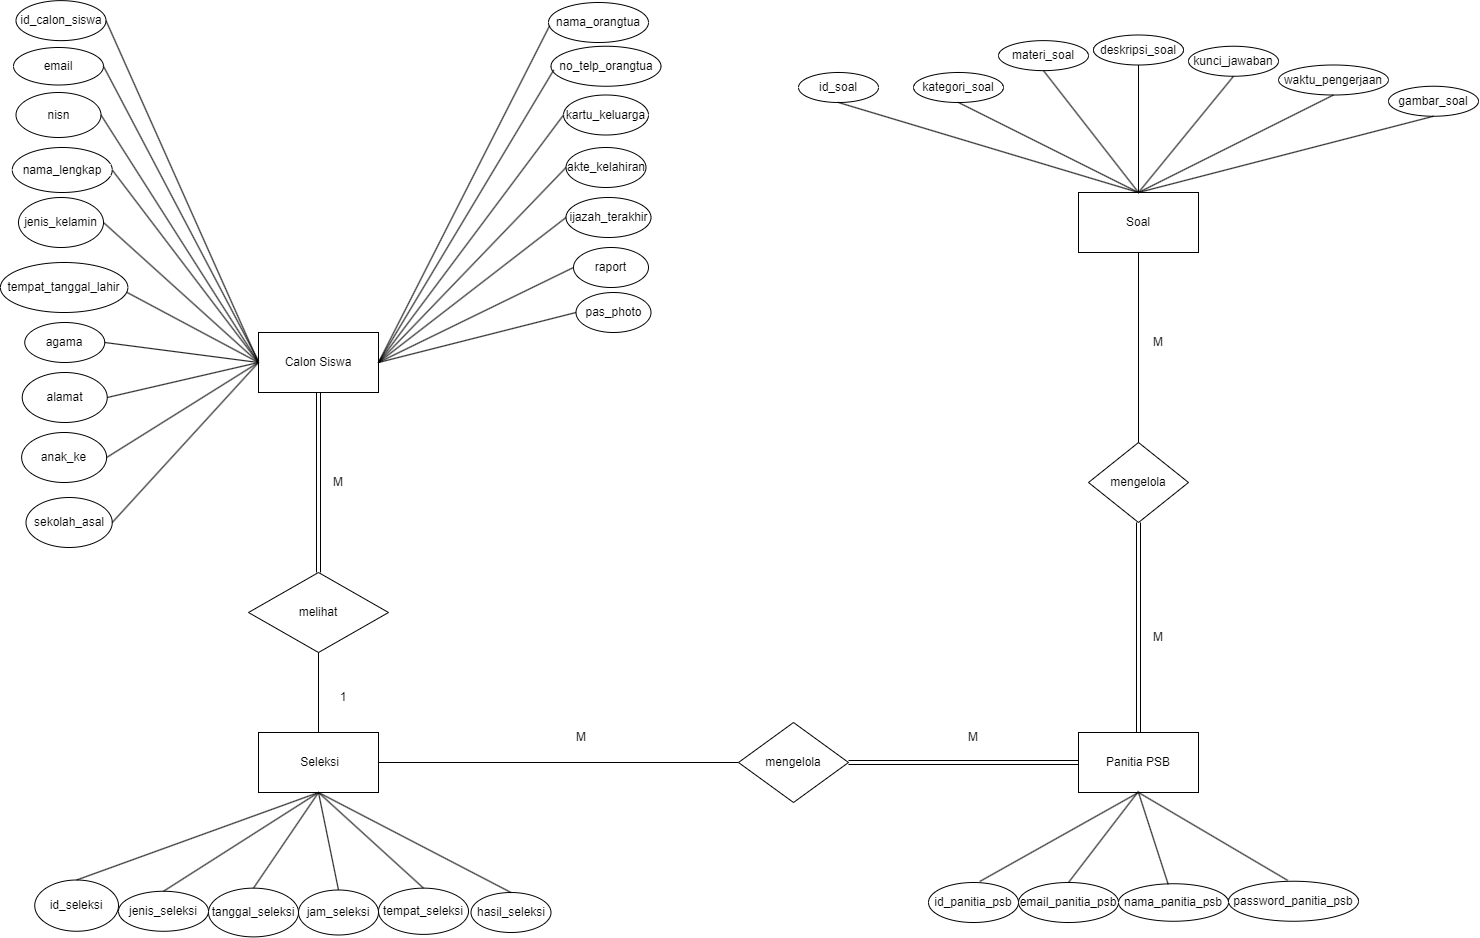 id_calon_siswa
email
nisn
nama_lengkap
jenis_kelamin
tempat_tanggal_lahir
agama
alamat
anak_ke
sekolah_asal
nama_orangtua
no_telp_orangtua
kartu_keluarga
akte_kelahiran
ijazah_terakhir
raport
pas_photo
Calon Siswa
M
melihat
1
Seleksi
id_seleksi
jenis_seleksi
tanggal_seleksi
jam_seleksi
tempat_seleksi
hasil_seleksi
M
mengelola
M
id_soal
kategori_soal
materi_soal
deskripsi_soal
kunci_jawaban
waktu_pengerjaan
gambar_soal
Soal
M
mengelola
M
Panitia PSB
id_panitia_psb
email_panitia_psb
nama_panitia_psb
password_panitia_psb